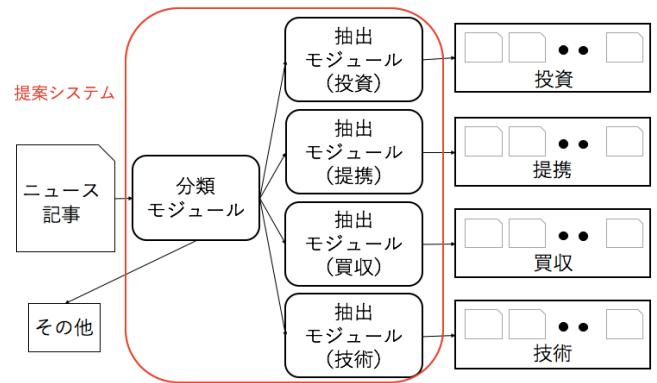 提案システム
ニュース
記事
分類
モジュール
その他
抽出
モジュール
（投資）
投資
抽出
モジュール
（提携）
提携
抽出
モジュール
（買収）
買収
抽出
モジュール
（技術）
技術